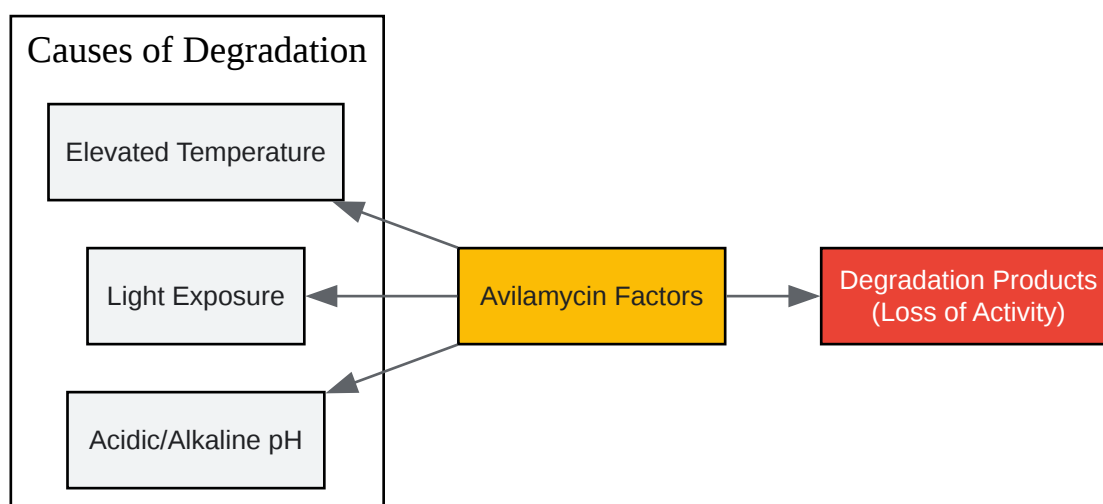 Causes of Degradation
Elevated Temperature
Light Exposure
Acidic/Alkaline pH
Avilamycin Factors
Degradation Products
(Loss of Activity)